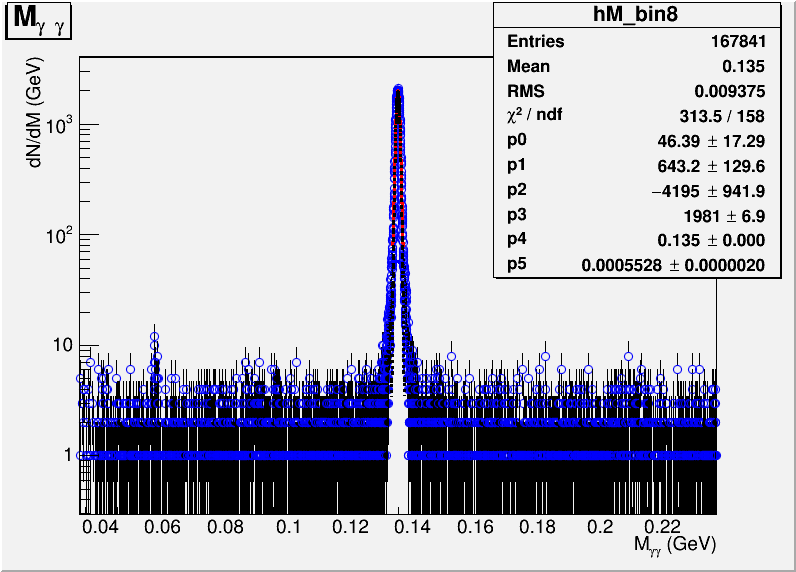 Mγ γ
hM_bin8
Entries 167841
Mean 0.135
RMS 0.009375
χ² / ndf 313.5 / 158
p0 46.39 ± 17.29
p1 643.2 ± 129.6
p2 −4195 ± 941.9
p3 1981 ± 6.9
p4 0.135 ± 0.000
p5 0.0005528 ± 0.0000020
dN/dM (GeV)
10³
10²
10
1
0.04 0.06 0.08 0.1 0.12 0.14 0.16 0.18 0.2 0.22
Mγγ (GeV)